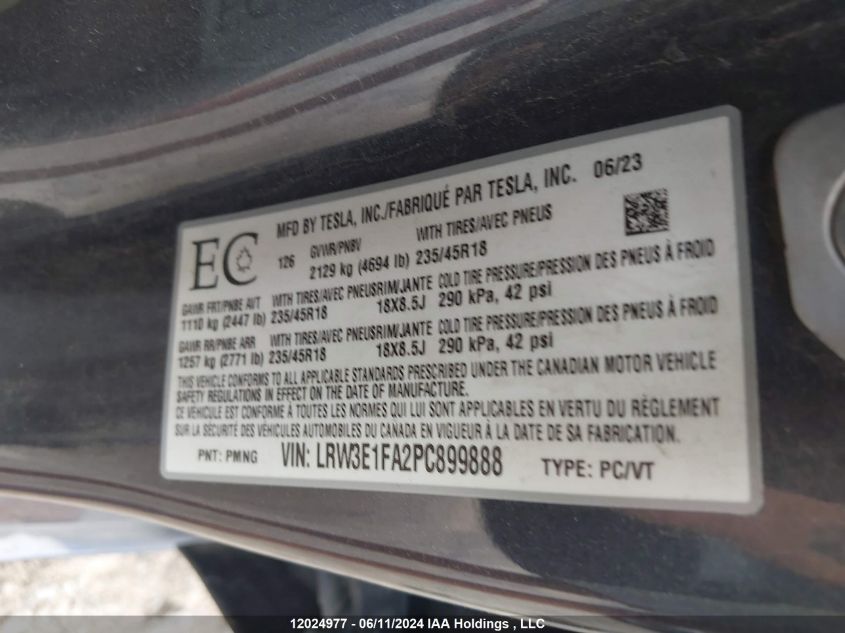 MFD BY TESLA, INC./FABRIQUÉ PAR TESLA, INC. 06/23
EC 126 GVWR/PNBV WITH TIRES/AVEC PNEUS
2129 kg (4694 lb) 235/45R18
GAWR FRT/PNBE AVT WITH TIRES/AVEC PNEUS RIM/JANTE COLD TIRE PRESSURE/PRESSION DES PNEUS À FROID
1110 kg (2447 lb) 235/45R18 18X8.5J 290 kPa, 42 psi
GAWR RR/PNBE ARR WITH TIRES/AVEC PNEUS RIM/JANTE COLD TIRE PRESSURE/PRESSION DES PNEUS À FROID
1257 kg (2771 lb) 235/45R18 18X8.5J 290 kPa, 42 psi
THIS VEHICLE CONFORMS TO ALL APPLICABLE STANDARDS PRESCRIBED UNDER THE CANADIAN MOTOR VEHICLE
SAFETY REGULATIONS IN EFFECT ON THE DATE OF MANUFACTURE.
CE VÉHICULE EST CONFORME À TOUTES LES NORMES QUI LUI SONT APPLICABLES EN VERTU DU RÈGLEMENT
SUR LA SÉCURITÉ DES VÉHICULES AUTOMOBILES DU CANADA EN VIGUEUR À LA DATE DE SA FABRICATION.
PNT: PMNG VIN: LRW3E1FA2PC899888 TYPE: PC/VT
12024977 - 06/11/2024 IAA Holdings , LLC